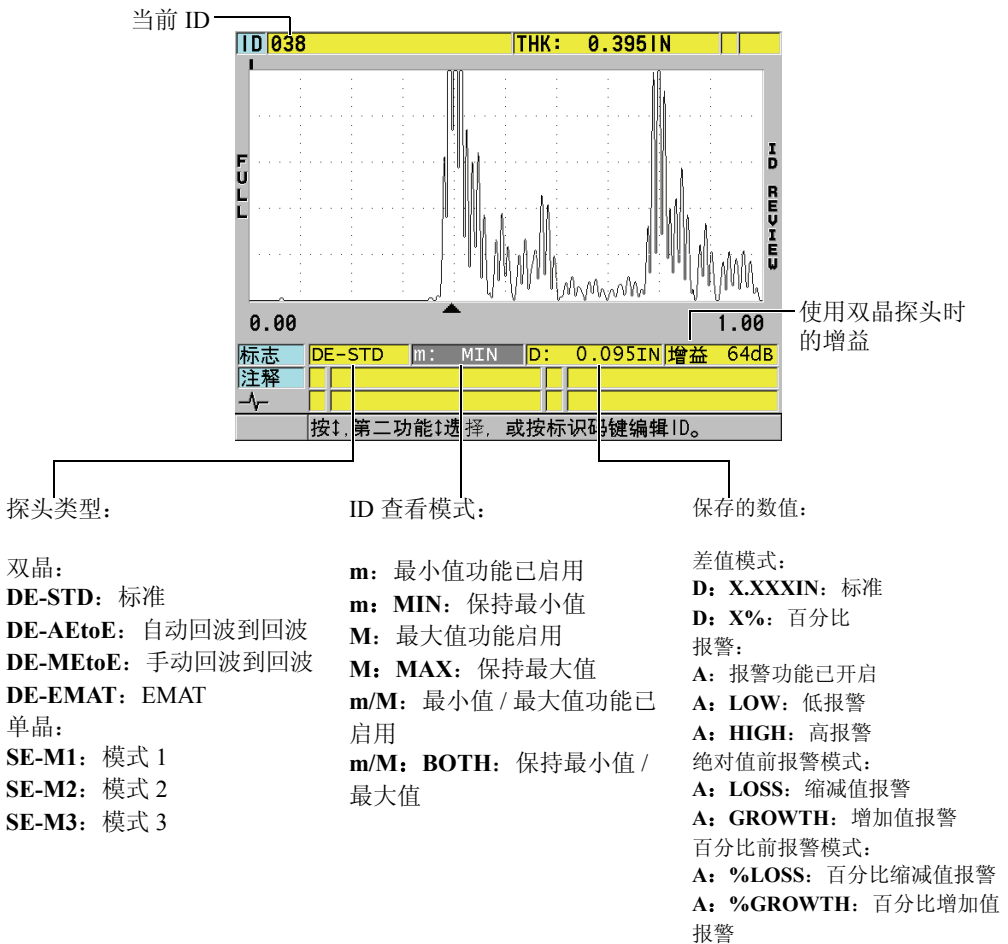 当前 ID
ID 038 THK: 0.395IN
FULL
ID REVIEW
0.00 1.00
使用双晶探头时
的增益
标志 DE-STD m: MIN D: 0.095IN 增益 64dB
注释
按↕,第二功能↕选择, 或按标识码键编辑ID。
探头类型：
双晶：
DE-STD：标准
DE-AEtoE：自动回波到回波
DE-MEtoE：手动回波到回波
DE-EMAT：EMAT
单晶：
SE-M1：模式 1
SE-M2：模式 2
SE-M3：模式 3
ID 查看模式：
m：最小值功能已启用
m：MIN：保持最小值
M：最大值功能启用
M：MAX：保持最大值
m/M：最小值 / 最大值功能已
启用
m/M：BOTH：保持最小值 /
最大值
保存的数值：
差值模式：
D：X.XXXIN：标准
D：X%：百分比
报警：
A：报警功能已开启
A：LOW：低报警
A：HIGH：高报警
绝对值前报警模式：
A：LOSS：缩减值报警
A：GROWTH：增加值报警
百分比前报警模式：
A：%LOSS：百分比缩减值报警
A：%GROWTH：百分比增加值
报警